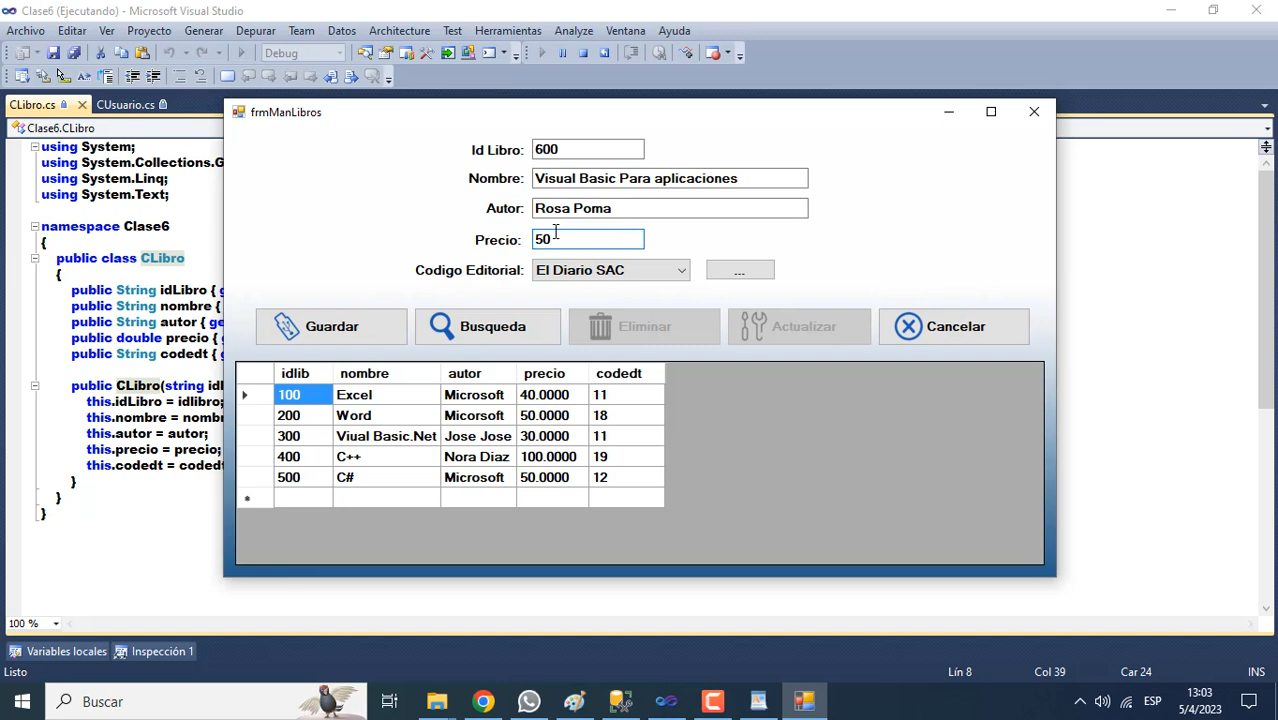 Clase6 (Ejecutando) - Microsoft Visual Studio
Archivo Editar Ver Proyecto Generar Depurar Team Datos Architecture Test Herramientas Analyze Ventana Ayuda
Debug
CLibro.cs CUsuario.cs
Clase6.CLibro
using System;
using System.Collections.G
using System.Linq;
using System.Text;
namespace Clase6
{
public class CLibro
{
public String idLibro { g
public String nombre {
public String autor { ge
public double precio {
public String codedt { g
public CLibro(string idl
this.idLibro = idlibro;
this.nombre = nombr
this.autor = autor;
this.precio = precio;
this.codedt = codedt
}
}
}
frmManLibros
Id Libro: 600
Nombre: Visual Basic Para aplicaciones
Autor: Rosa Poma
Precio: 50
Codigo Editorial: El Diario SAC ...
Guardar Busqueda Eliminar Actualizar Cancelar
idlib nombre autor precio codedt
100 Excel Microsoft 40.0000 11
200 Word Micorsoft 50.0000 18
300 Viual Basic.Net Jose Jose 30.0000 11
400 C++ Nora Diaz 100.0000 19
500 C# Microsoft 50.0000 12
100 %
Variables locales Inspección 1
Listo Lín 8 Col 39 Car 24 INS
Buscar ESP 13:03
5/4/2023